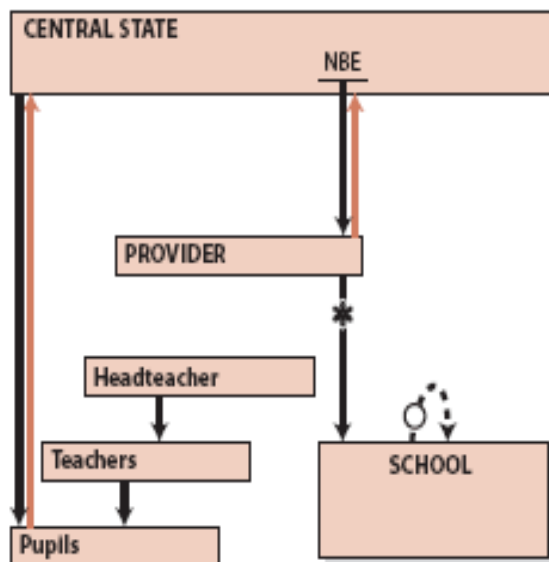 CENTRAL STATE
NBE
PROVIDER
Headteacher
Teachers
SCHOOL
Pupils